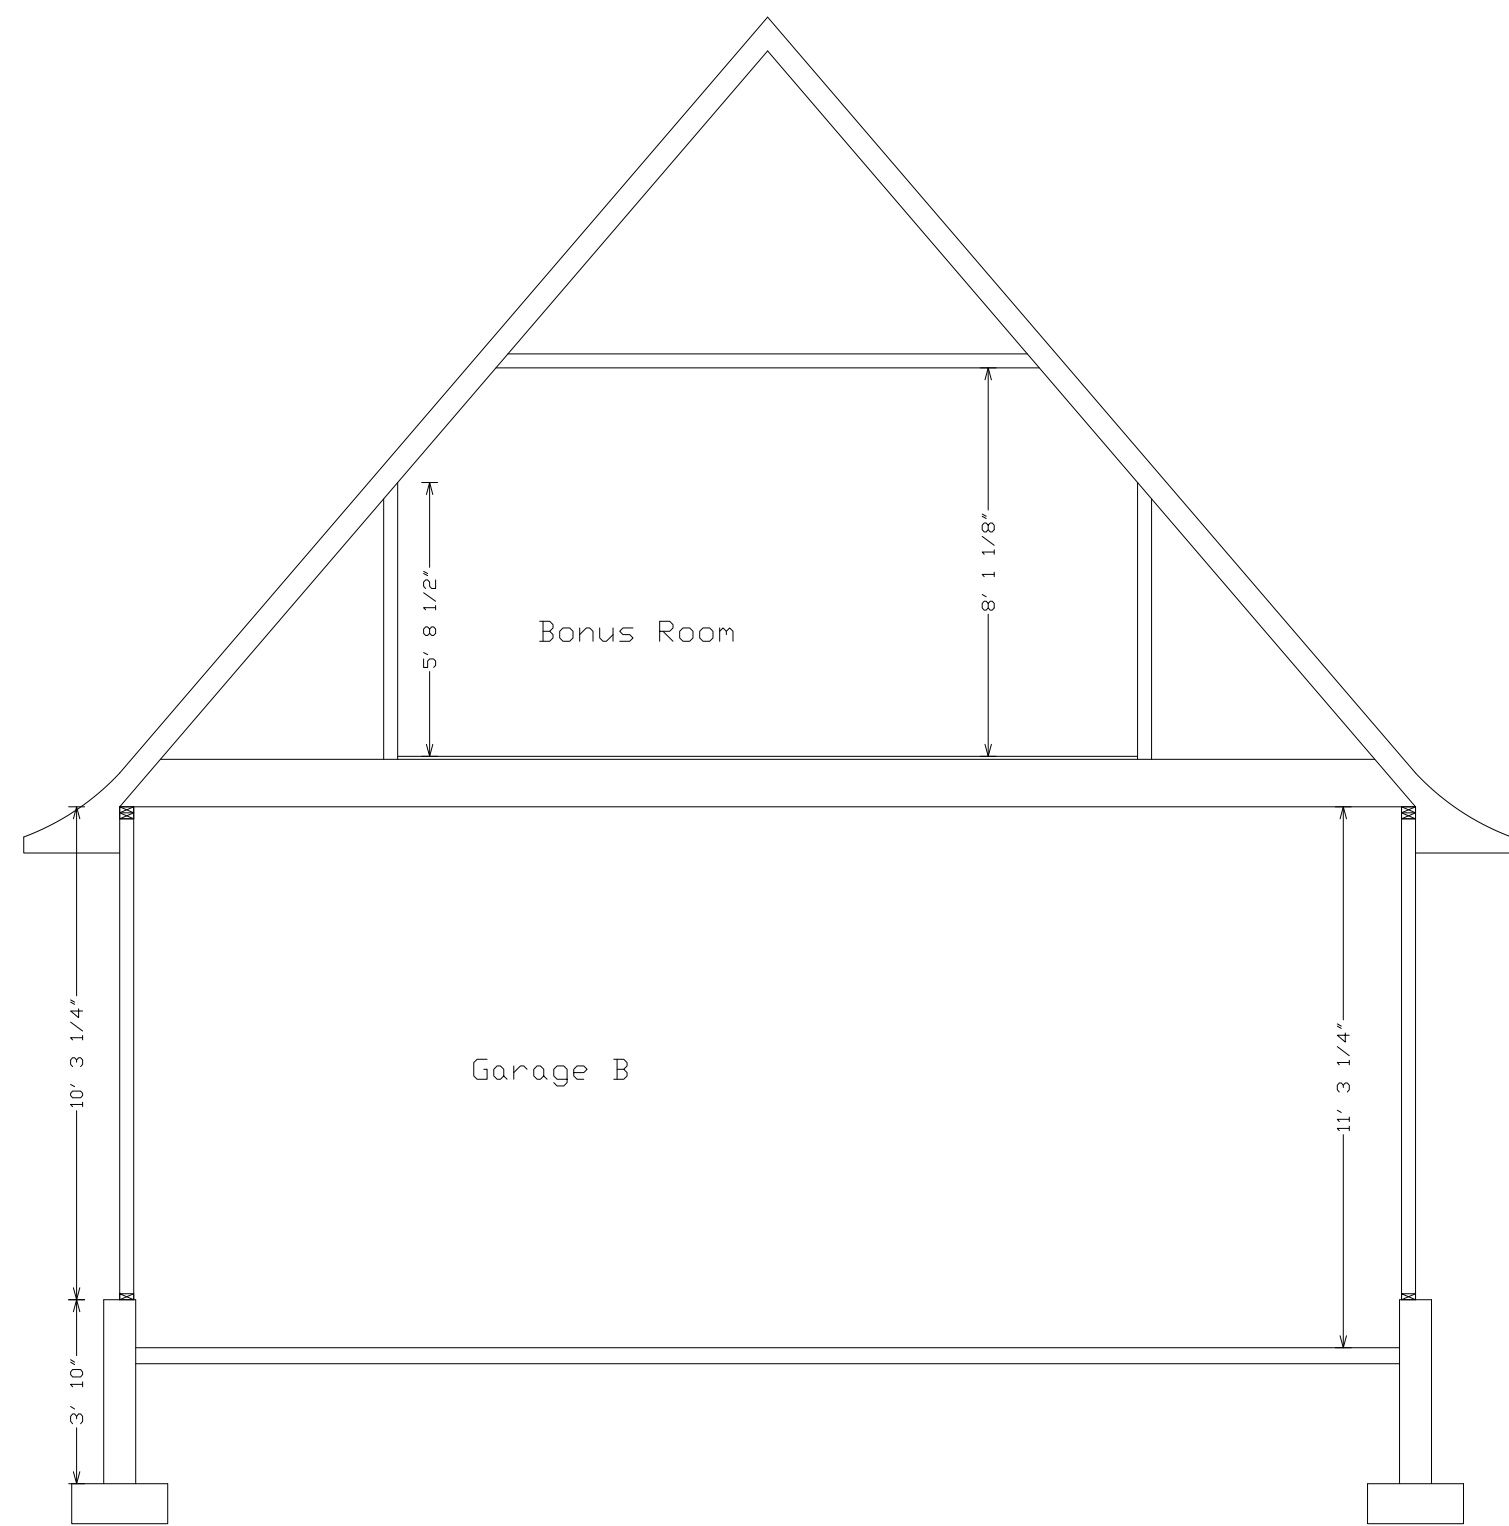 8' 1 1/8"
5' 8 1/2"
Bonus Room
10' 3 1/4"
Garage B
11' 3 1/4"
3' 10"